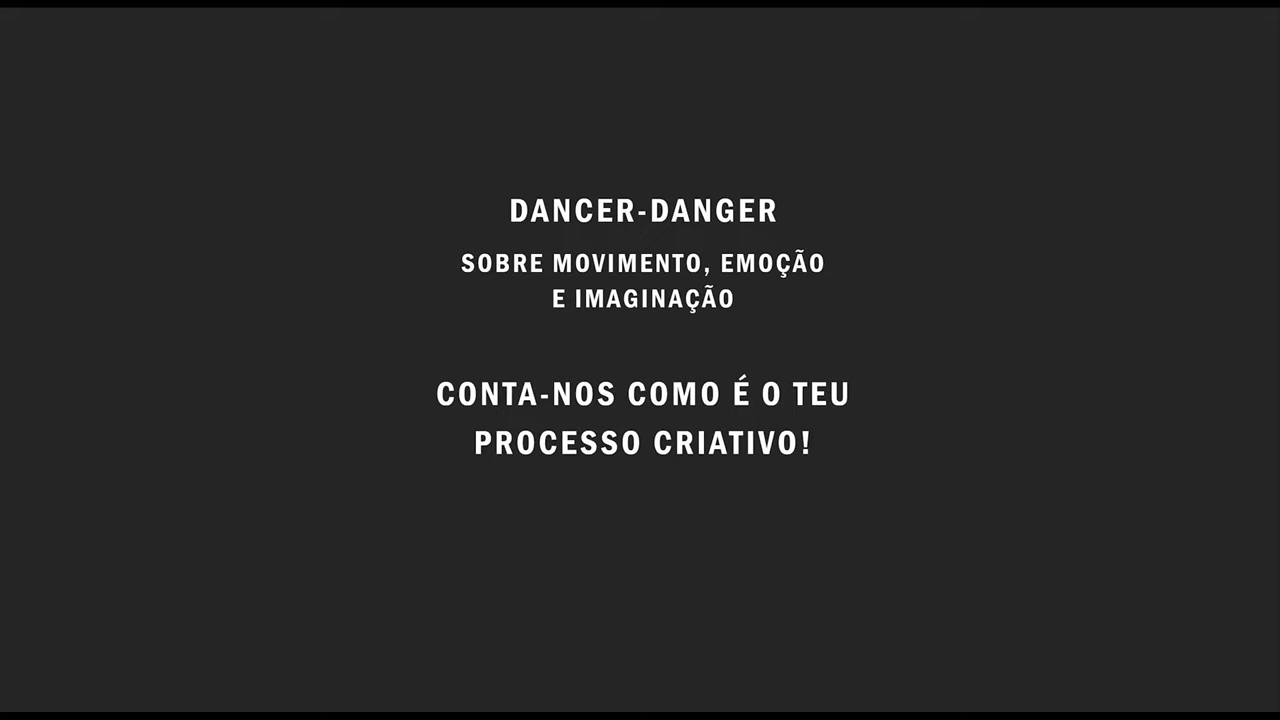 DANCER-DANGER
SOBRE MOVIMENTO, EMOÇÃO
E IMAGINAÇÃO
CONTA-NOS COMO É O TEU
PROCESSO CRIATIVO!